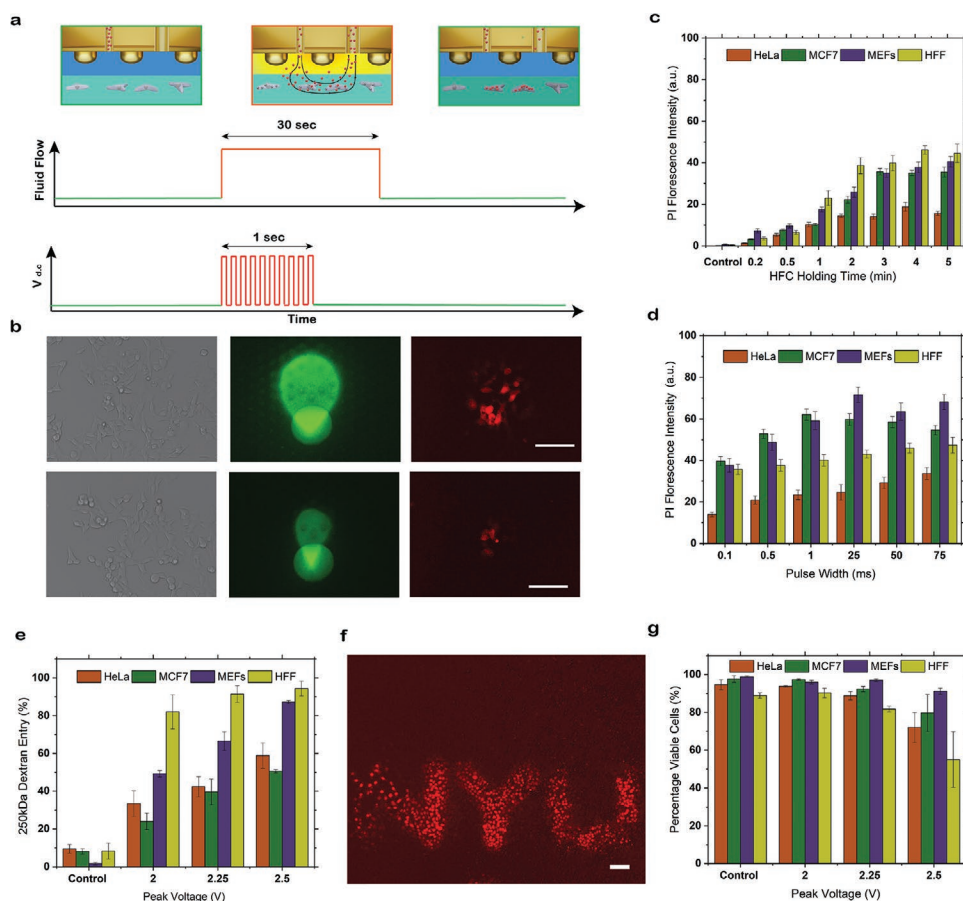 a
30 sec
Fluid Flow
1 sec
V d.c
Time
b
c
HeLa MCF7 MEFs HFF
PI Florescence Intensity (a.u.)
100
80
60
40
20
0
Control 0.2 0.5 1 2 3 4 5
HFC Holding Time (min)
d
HeLa MCF7 MEFs HFF
PI Florescence Intensity (a.u.)
100
80
60
40
20
0
0.1 0.5 1 25 50 75
Pulse Width (ms)
e
HeLa MCF7 MEFs HFF
250kDa Dextran Entry (%)
100
80
60
40
20
0
Control 2 2.25 2.5
Peak Voltage (V)
f
NYU
g
HeLa MCF7 MEFs HFF
Percentage Viable Cells (%)
100
80
60
40
20
0
Control 2 2.25 2.5
Peak Voltage (V)